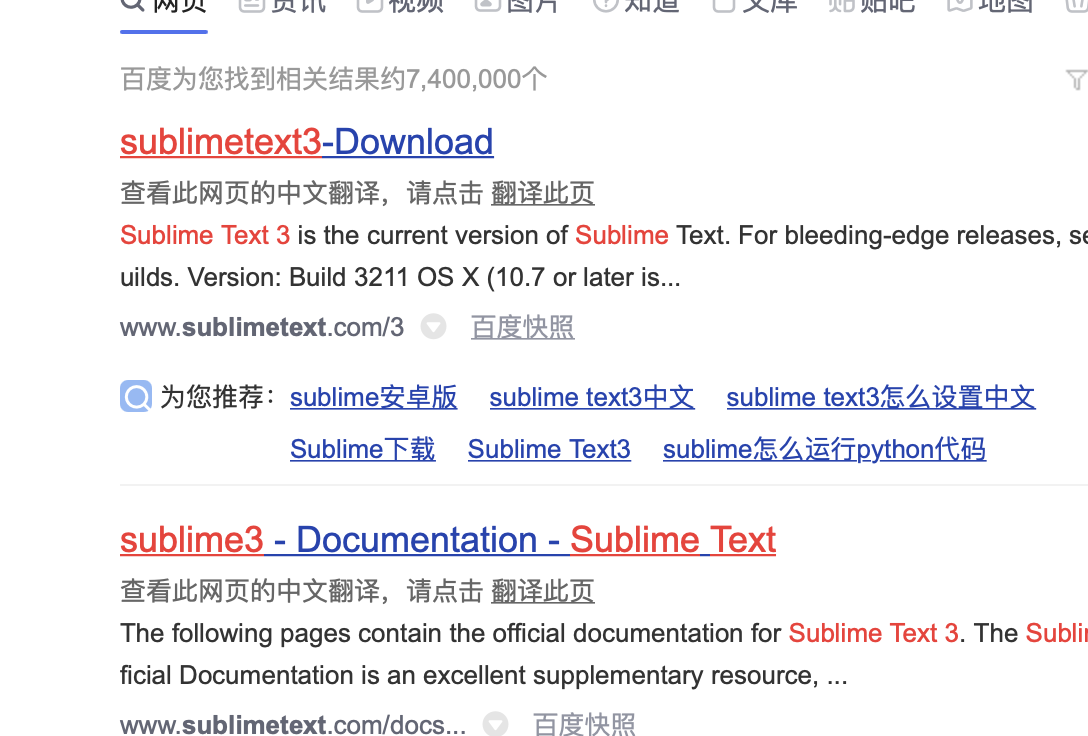 网页 资讯 视频 图片 知道 文库 贴吧 地图
百度为您找到相关结果约7,400,000个
sublimetext3-Download
查看此网页的中文翻译，请点击 翻译此页
Sublime Text 3 is the current version of Sublime Text. For bleeding-edge releases, se
uilds. Version: Build 3211 OS X (10.7 or later is...
www.sublimetext.com/3 百度快照
为您推荐： sublime安卓版 sublime text3中文 sublime text3怎么设置中文
Sublime下载 Sublime Text3 sublime怎么运行python代码
sublime3 - Documentation - Sublime Text
查看此网页的中文翻译，请点击 翻译此页
The following pages contain the official documentation for Sublime Text 3. The Subli
ficial Documentation is an excellent supplementary resource, ...
www.sublimetext.com/docs... 百度快照